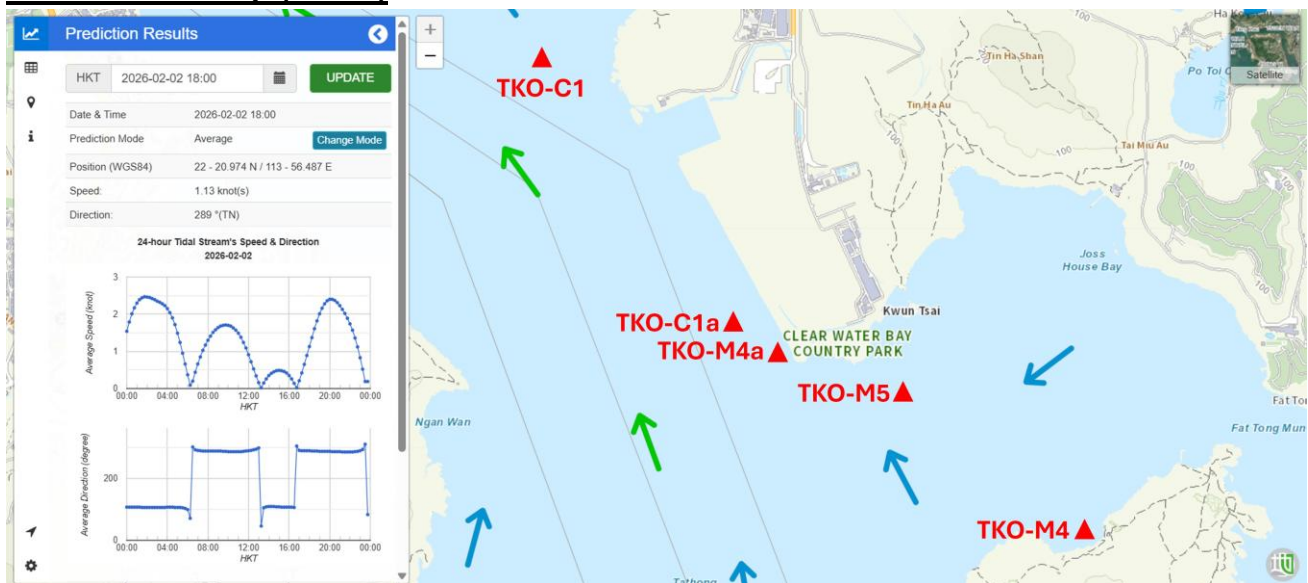 Prediction Results
HKT 2026-02-02 18:00 UPDATE
Date & Time 2026-02-02 18:00
Prediction Mode Average Change Mode
Position (WGS84) 22 - 20.974 N / 113 - 56.487 E
Speed: 1.13 knot(s)
Direction: 289 °(TN)
24-hour Tidal Stream's Speed & Direction
2026-02-02
Average Speed (knot)
3
2
1
0
00:00 04:00 08:00 12:00 16:00 20:00 00:00
HKT
Average Direction (degree)
200
0
00:00 04:00 08:00 12:00 16:00 20:00 00:00
HKT
+
−
TKO-C1
100
Tin Ha Shan
Po Toi
Satellite
Tin Ha Au
100
100
Tai Miu Au
100
100
Joss
House Bay
Kwun Tsai
TKO-C1a
CLEAR WATER BAY
COUNTRY PARK
TKO-M4a
TKO-M5
Ngan Wan
Fat Tong Mun
TKO-M4
Tathong